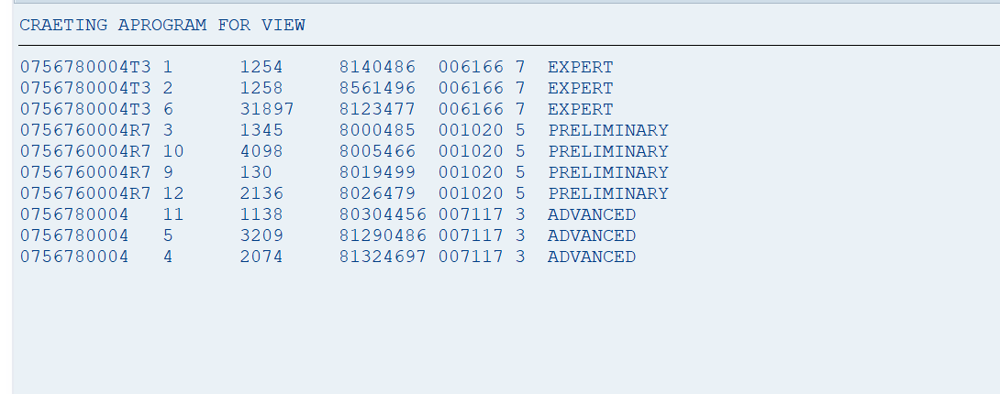 CRAETING APROGRAM FOR VIEW
0756780004T3 1 1254 8140486 006166 7 EXPERT
0756780004T3 2 1258 8561496 006166 7 EXPERT
0756780004T3 6 31897 8123477 006166 7 EXPERT
0756760004R7 3 1345 8000485 001020 5 PRELIMINARY
0756760004R7 10 4098 8005466 001020 5 PRELIMINARY
0756760004R7 9 130 8019499 001020 5 PRELIMINARY
0756760004R7 12 2136 8026479 001020 5 PRELIMINARY
0756780004 11 1138 80304456 007117 3 ADVANCED
0756780004 5 3209 81290486 007117 3 ADVANCED
0756780004 4 2074 81324697 007117 3 ADVANCED